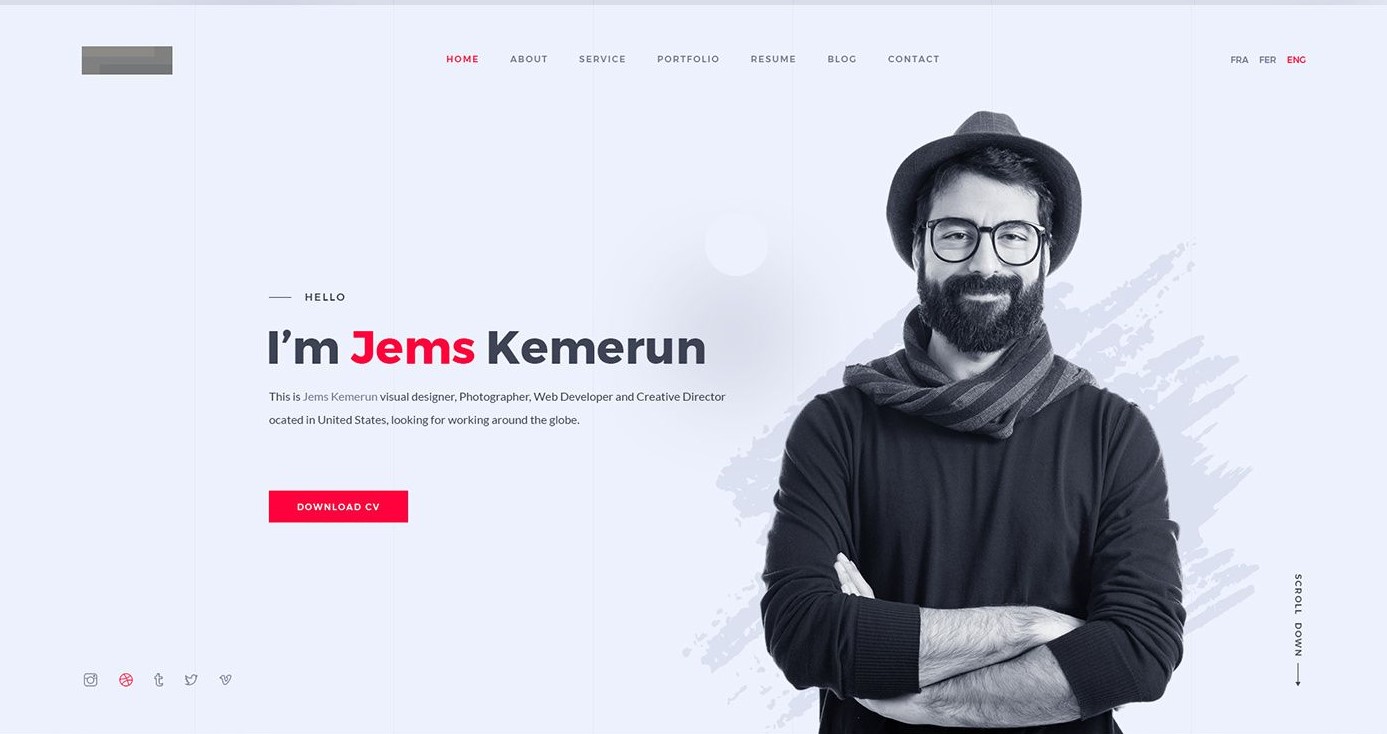 HOME ABOUT SERVICE PORTFOLIO RESUME BLOG CONTACT
FRA FER ENG
HELLO
I'm Jems Kemerun
This is Jems Kemerun visual designer, Photographer, Web Developer and Creative Director
ocated in United States, looking for working around the globe.
DOWNLOAD CV
SCROLL DOWN